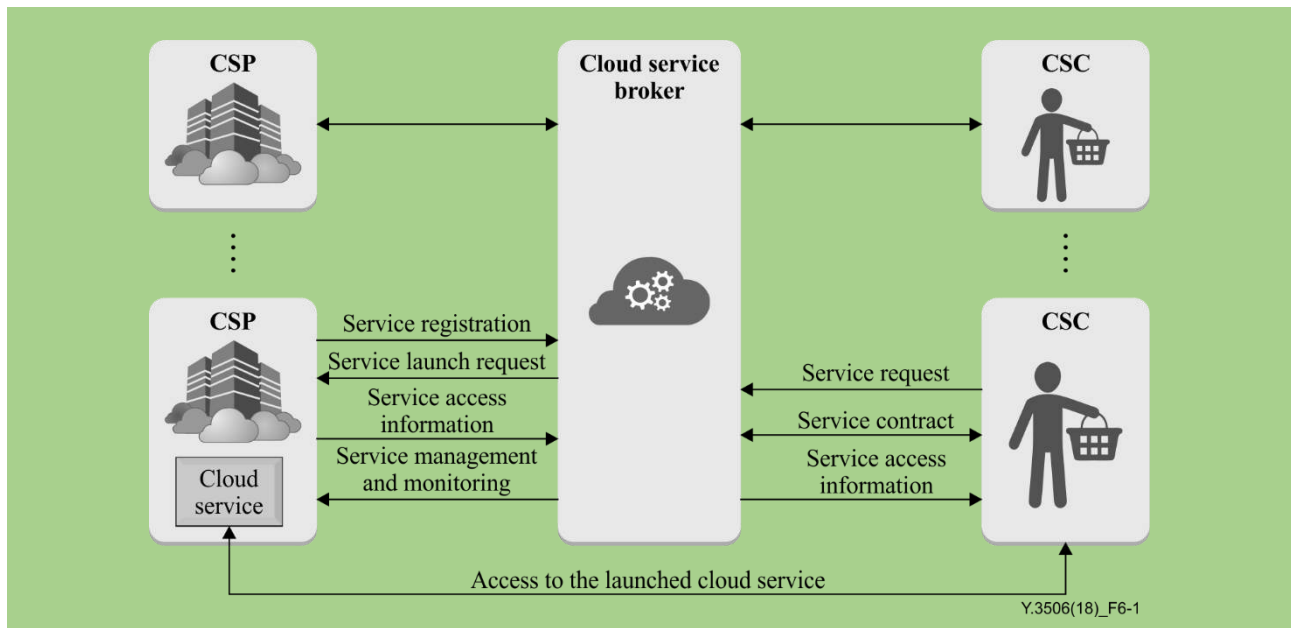 CSP
Cloud service
broker
CSC
CSP
Service registration
Service launch request
Service access
information
Service management
and monitoring
Cloud
service
CSC
Service request
Service contract
Service access
information
Access to the launched cloud service
Y.3506(18)_F6-1